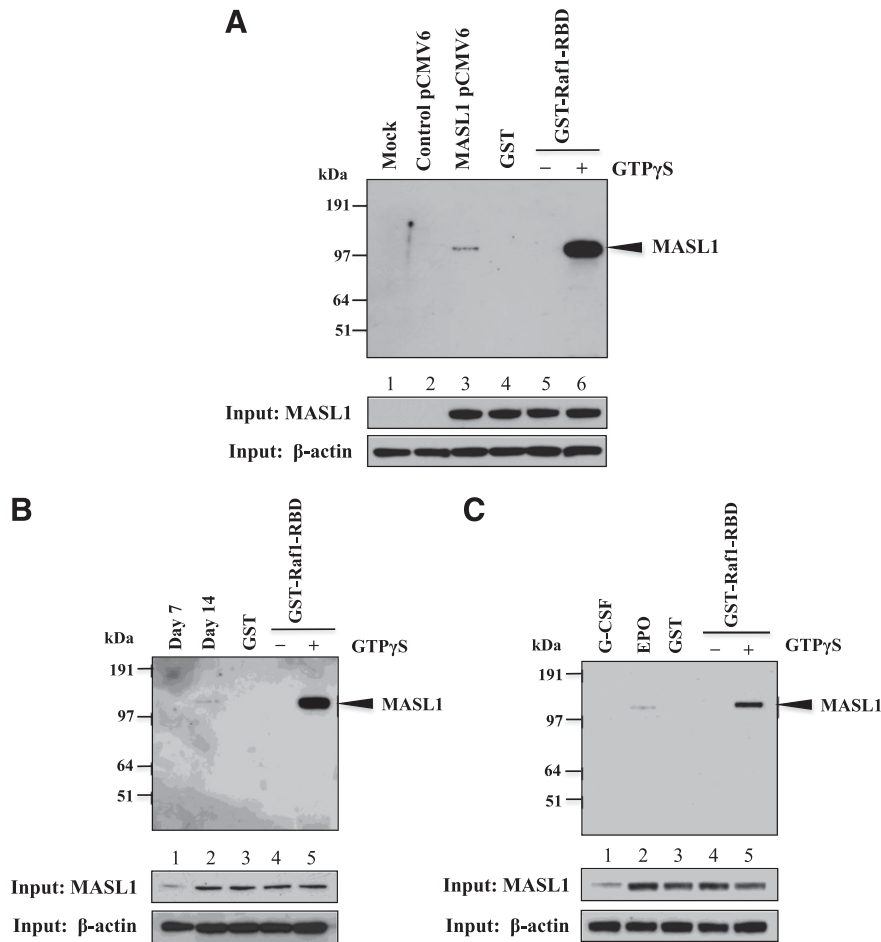 A
Mock
Control pCMV6
MASL1 pCMV6
GST
GST-Raf1-RBD
kDa
− + GTPγS
191
97
64
51
MASL1
1 2 3 4 5 6
Input: MASL1
Input: β-actin
B
Day 7
Day 14
GST
GST-Raf1-RBD
kDa
− + GTPγS
191
97
64
51
MASL1
1 2 3 4 5
Input: MASL1
Input: β-actin
C
G-CSF
EPO
GST
GST-Raf1-RBD
kDa
− + GTPγS
191
97
64
51
MASL1
1 2 3 4 5
Input: MASL1
Input: β-actin